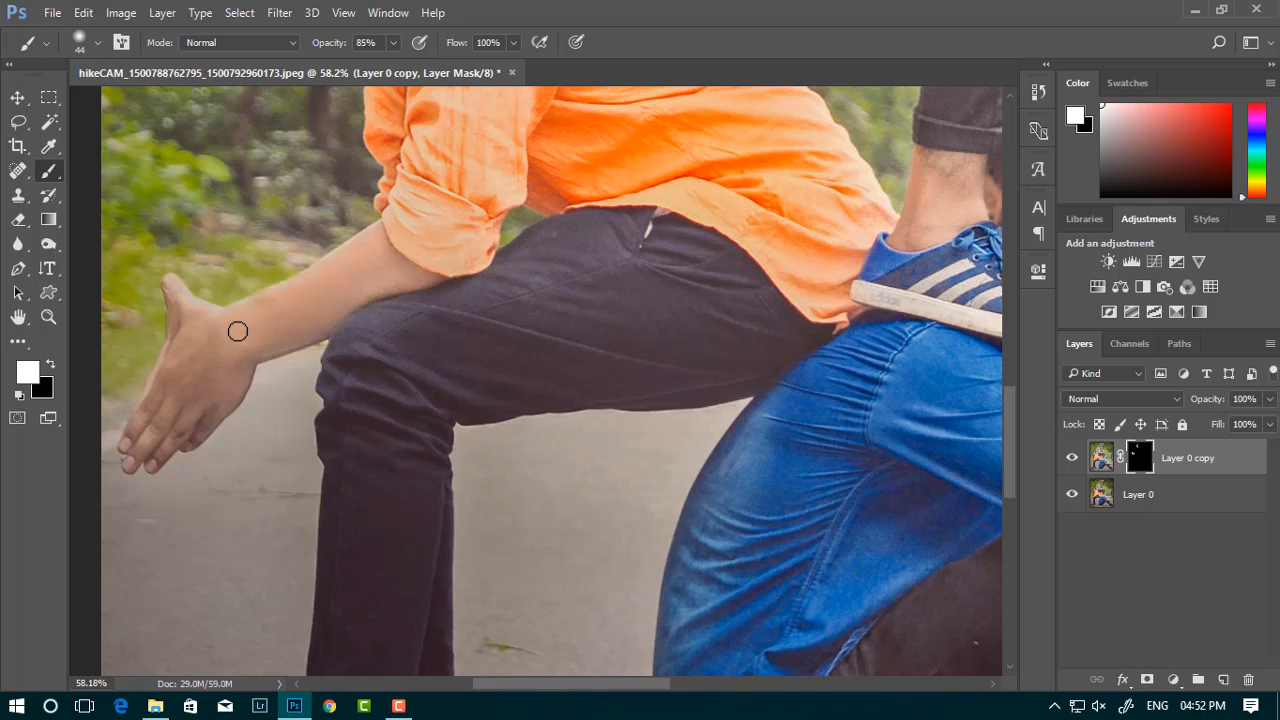 Ps File Edit Image Layer Type Select Filter 3D View Window Help
44 Mode: Normal Opacity: 85% Flow: 100%
hikeCAM_1500788762795_1500792960173.jpeg @ 58.2% (Layer 0 copy, Layer Mask/8) * ×
Color Swatches
Libraries Adjustments Styles
Add an adjustment
Layers Channels Paths
Kind
Normal Opacity: 100%
Lock: Fill: 100%
Layer 0 copy
Layer 0
58.18% Doc: 29.0M/59.0M
Lr Ps ENG 04:52 PM